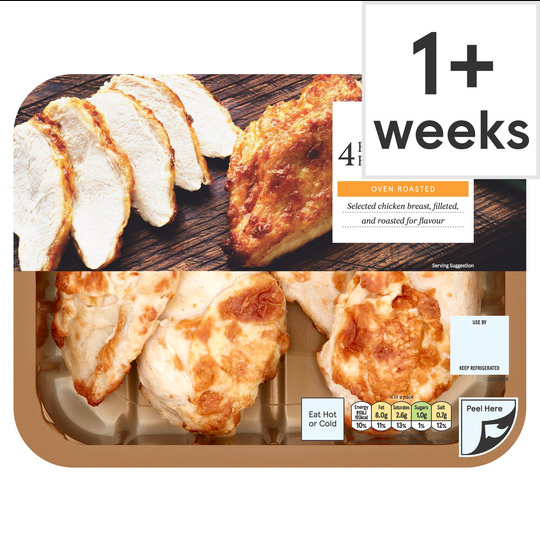 1+
weeks
4
OVEN ROASTED
Selected chicken breast, filleted,
and roasted for flavour
Serving Suggestion
USE BY
KEEP REFRIGERATED
of a pack
Eat Hot
or Cold
Energy Fat Saturates Sugars Salt
8.0g 2.6g 1.0g 0.7g
10% 11% 13% 1% 12%
Peel Here